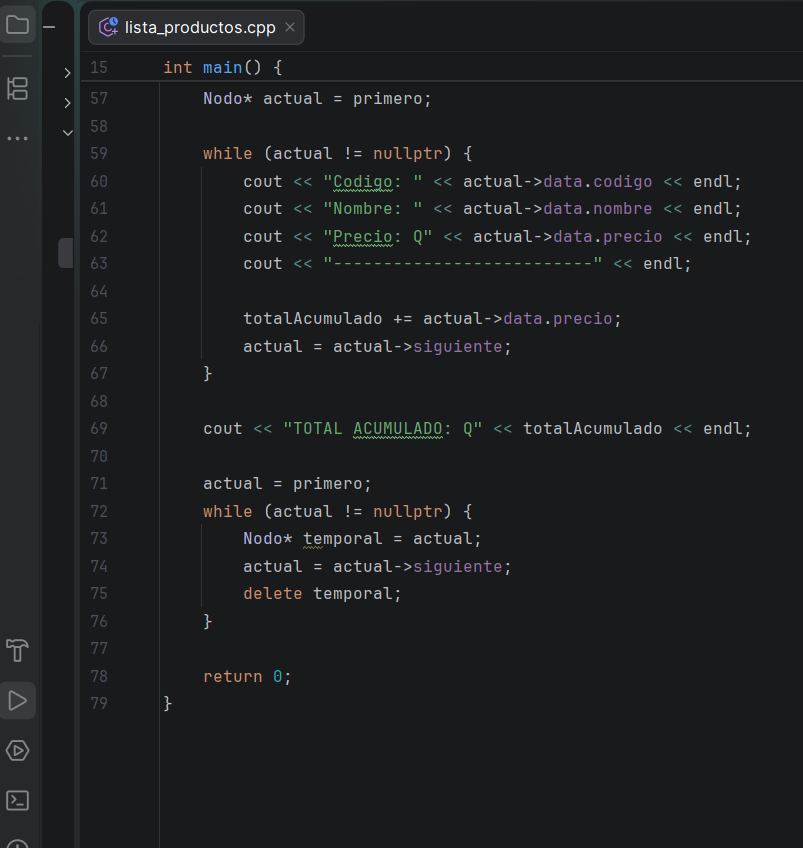 lista_productos.cpp
15 int main() {
57 Nodo* actual = primero;
58
59 while (actual != nullptr) {
60 cout << "Codigo: " << actual->data.codigo << endl;
61 cout << "Nombre: " << actual->data.nombre << endl;
62 cout << "Precio: Q" << actual->data.precio << endl;
63 cout << "--------------------------" << endl;
64
65 totalAcumulado += actual->data.precio;
66 actual = actual->siguiente;
67 }
68
69 cout << "TOTAL ACUMULADO: Q" << totalAcumulado << endl;
70
71 actual = primero;
72 while (actual != nullptr) {
73 Nodo* temporal = actual;
74 actual = actual->siguiente;
75 delete temporal;
76 }
77
78 return 0;
79 }